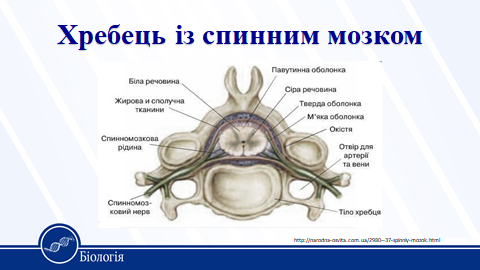 Хребець із спинним мозком
Біла речовина
Жирова и сполучна
тканини
Спинномозкова
рідина
Спинномоз-
ковий нерв
Павутинна оболонка
Сіра речовина
Тверда оболонка
М'яка оболонка
Окістя
Отвір для
артерії
та вени
Тіло хребця
http://narodna-osvita.com.ua/2980--37-spinniy-mozok.html
Біологія